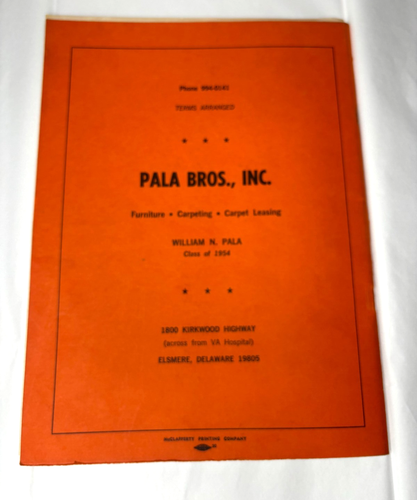 Phone 994-8141
TERMS ARRANGED
* * *
PALA BROS., INC.
Furniture • Carpeting • Carpet Leasing
WILLIAM N. PALA
Class of 1954
* * *
1800 KIRKWOOD HIGHWAY
(across from VA Hospital)
ELSMERE, DELAWARE 19805
McCLAFFERTY PRINTING COMPANY